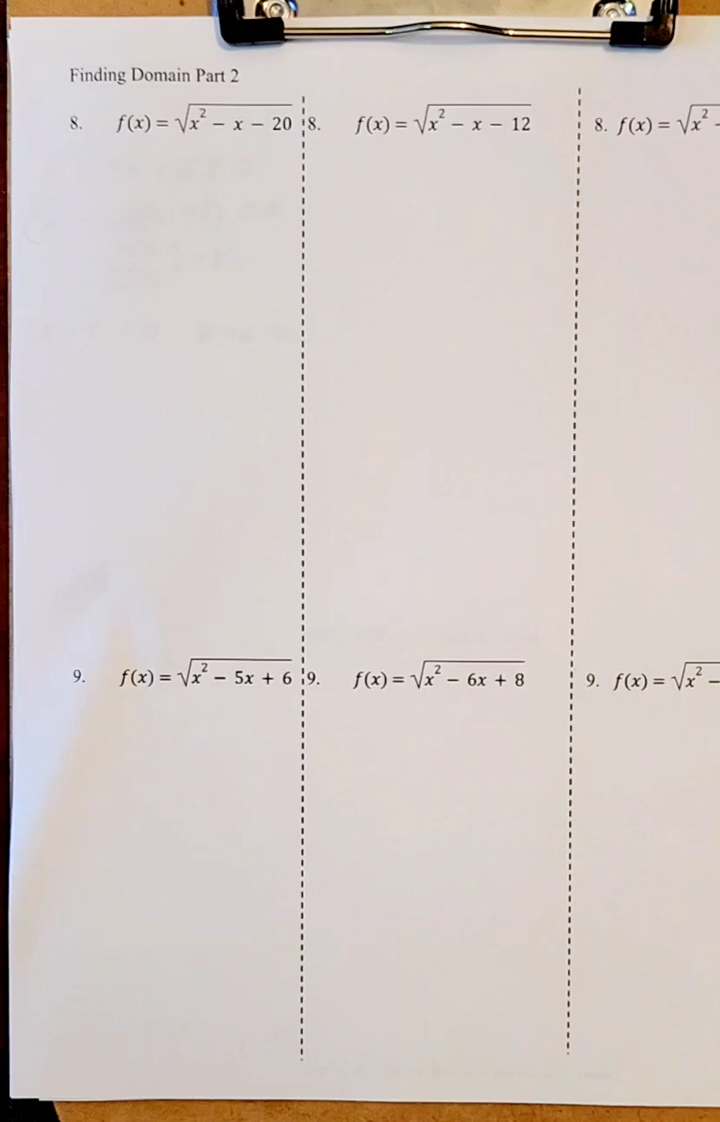 Finding Domain Part 2
8. f(x) = √(x² − x − 20)
8. f(x) = √(x² − x − 12)
8. f(x) = √x² -
9. f(x) = √(x² − 5x + 6)
9. f(x) = √(x² − 6x + 8)
9. f(x) = √x² −